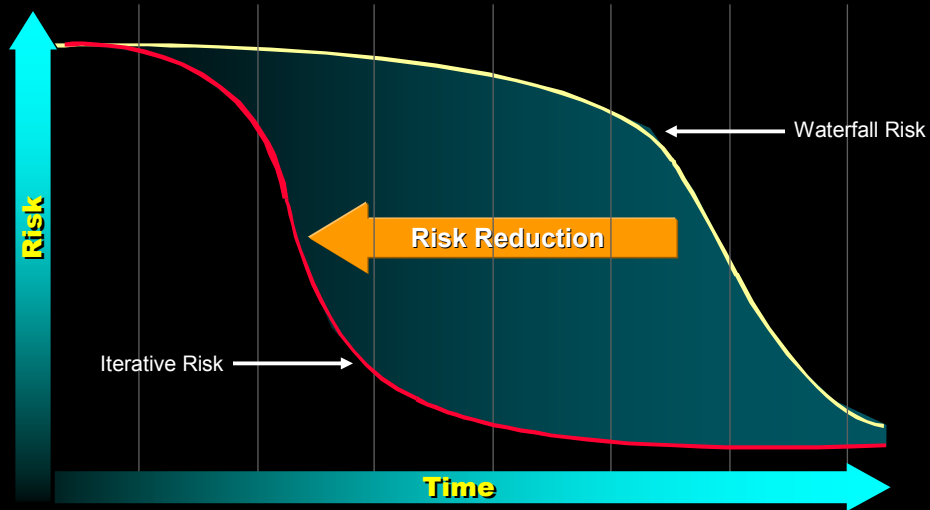 Waterfall Risk
Risk
Risk Reduction
Iterative Risk
Time